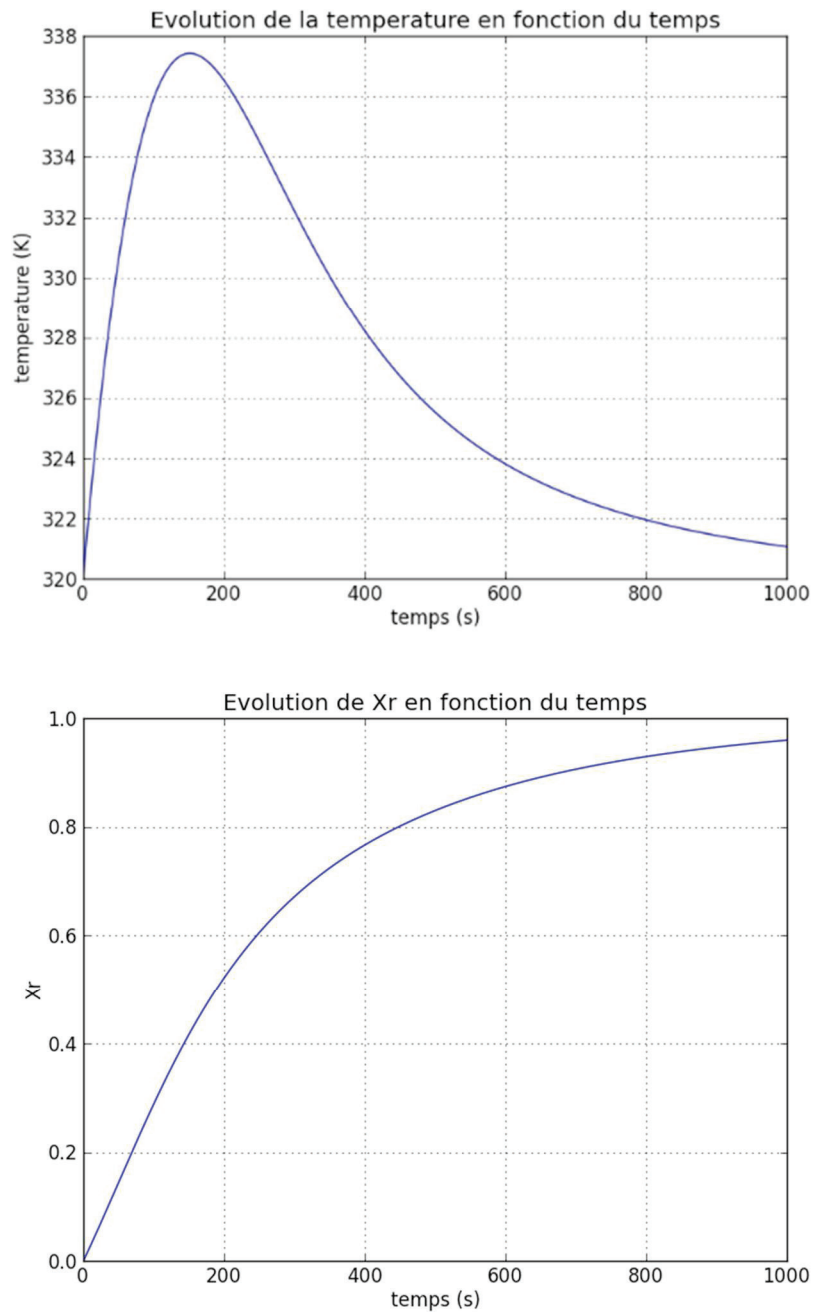 Evolution de la temperature en fonction du temps
338
336
334
332
330
328
326
324
322
320
temperature (K)
0 200 400 600 800 1000
temps (s)
Evolution de Xr en fonction du temps
1.0
0.8
0.6
0.4
0.2
0.0
Xr
0 200 400 600 800 1000
temps (s)